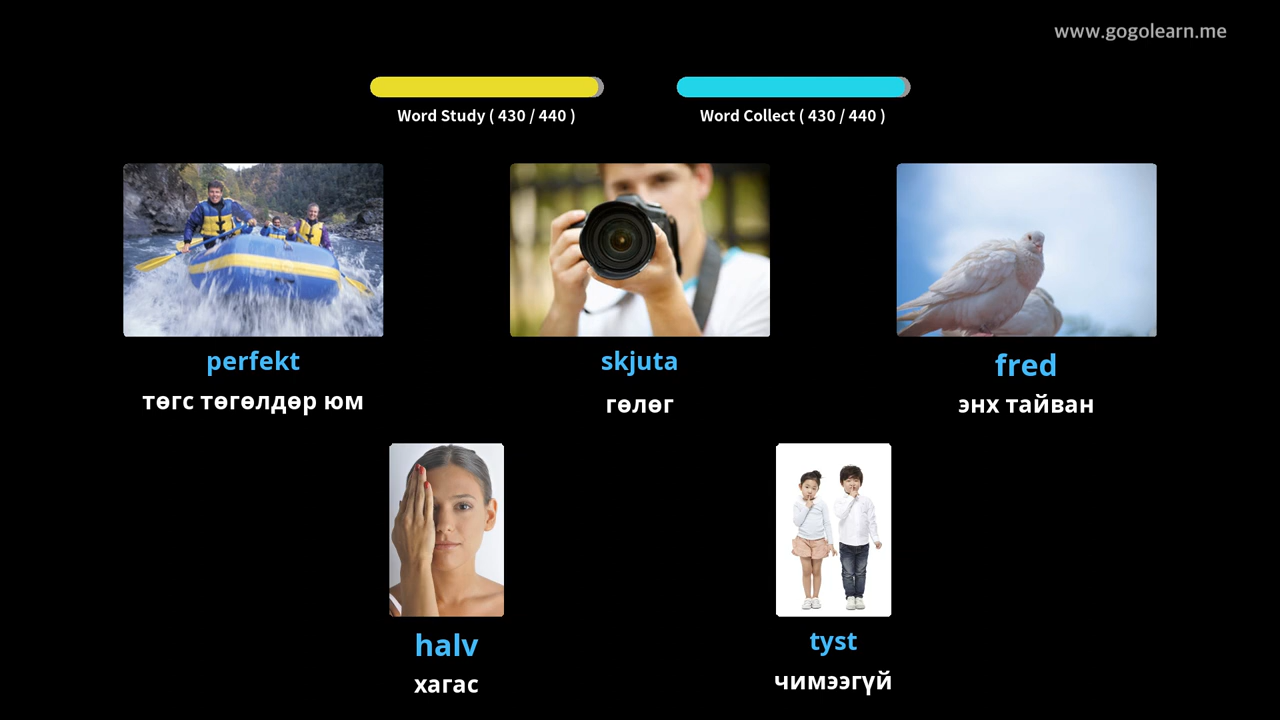 www.gogolearn.me
Word Study ( 430 / 440 )
Word Collect ( 430 / 440 )
perfekt
төгс төгөлдөр юм
skjuta
гөлөг
fred
энх тайван
halv
хагас
tyst
чимээгүй